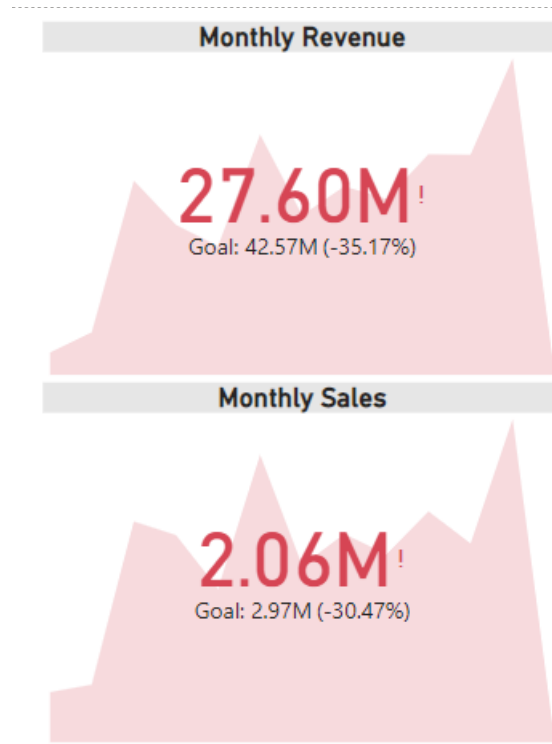 Monthly Revenue
27.60M!
Goal: 42.57M (-35.17%)
Monthly Sales
2.06M!
Goal: 2.97M (-30.47%)